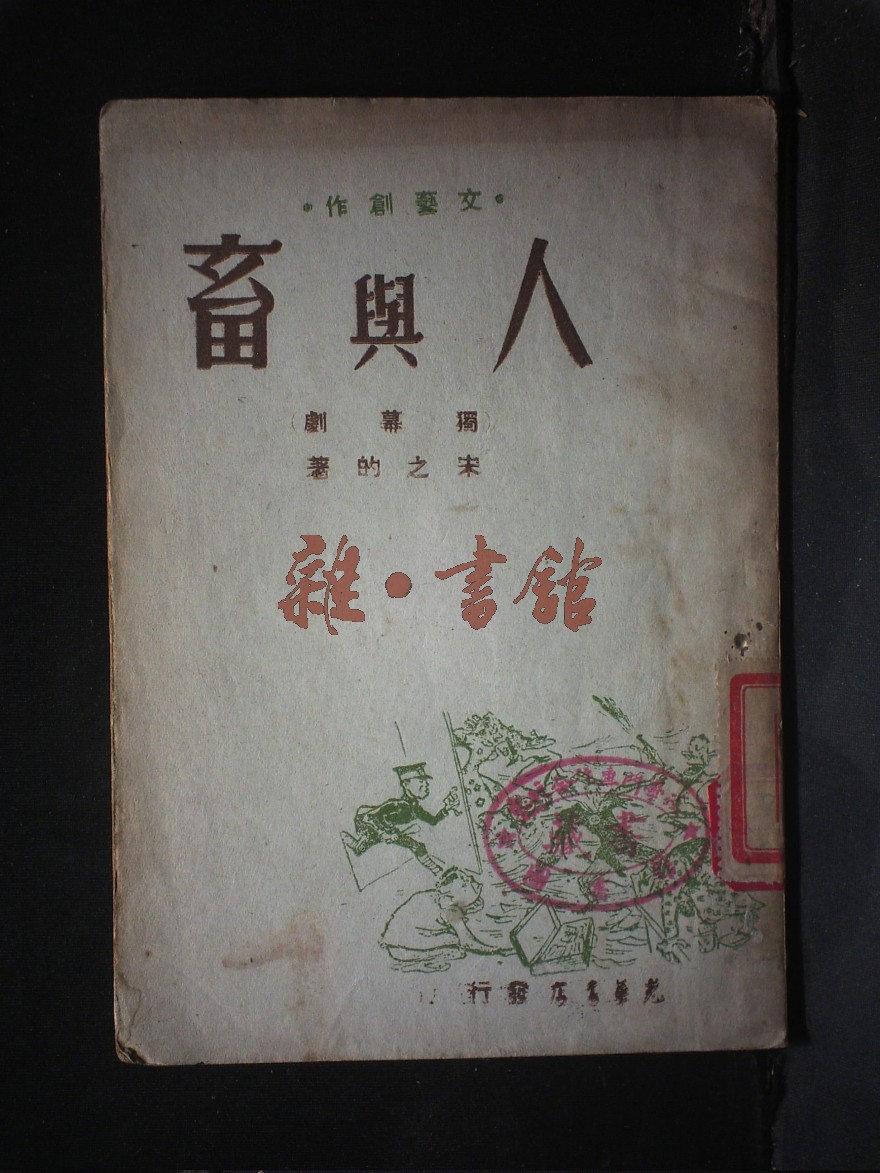 文藝創作
人與畜
（獨幕劇）
宋之的著
雜•書館
光華書店發行